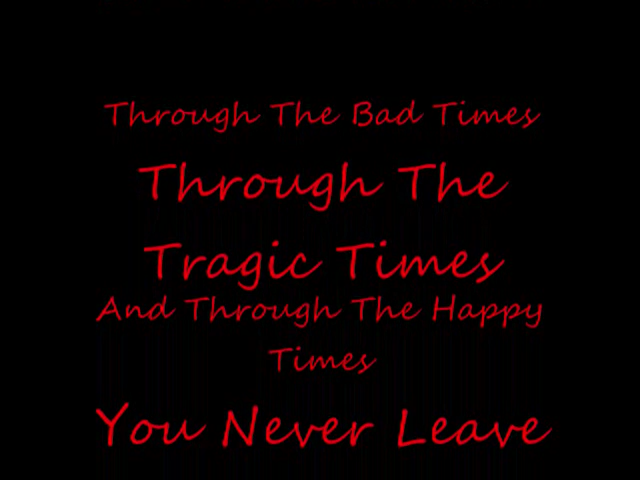 Through The Bad Times
Through The
Tragic Times
And Through The Happy
Times
You Never Leave